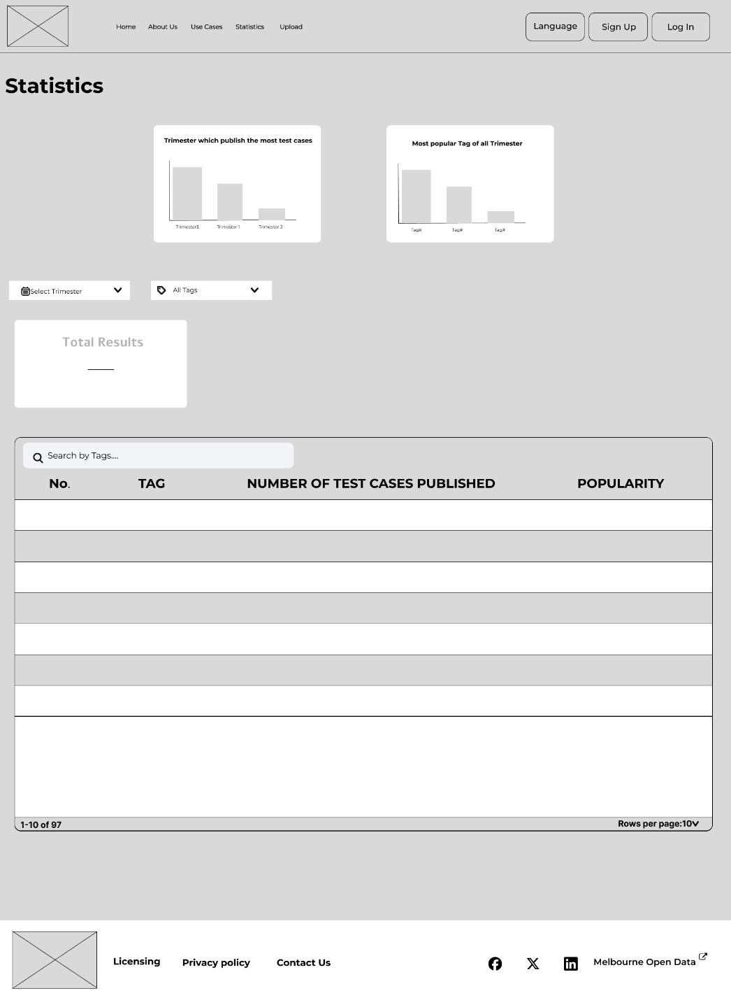 Home About Us Use Cases Statistics Upload Language Sign Up Log In
Statistics
Trimester which publish the most test cases
Trimester3 Trimester 1 Trimester 2
Most popular Tag of all Trimester
Tag# Tag# Tag#
Select Trimester
All Tags
Total Results
Search by Tags....
No. TAG NUMBER OF TEST CASES PUBLISHED POPULARITY
1-10 of 97 Rows per page:10
Licensing Privacy policy Contact Us Melbourne Open Data